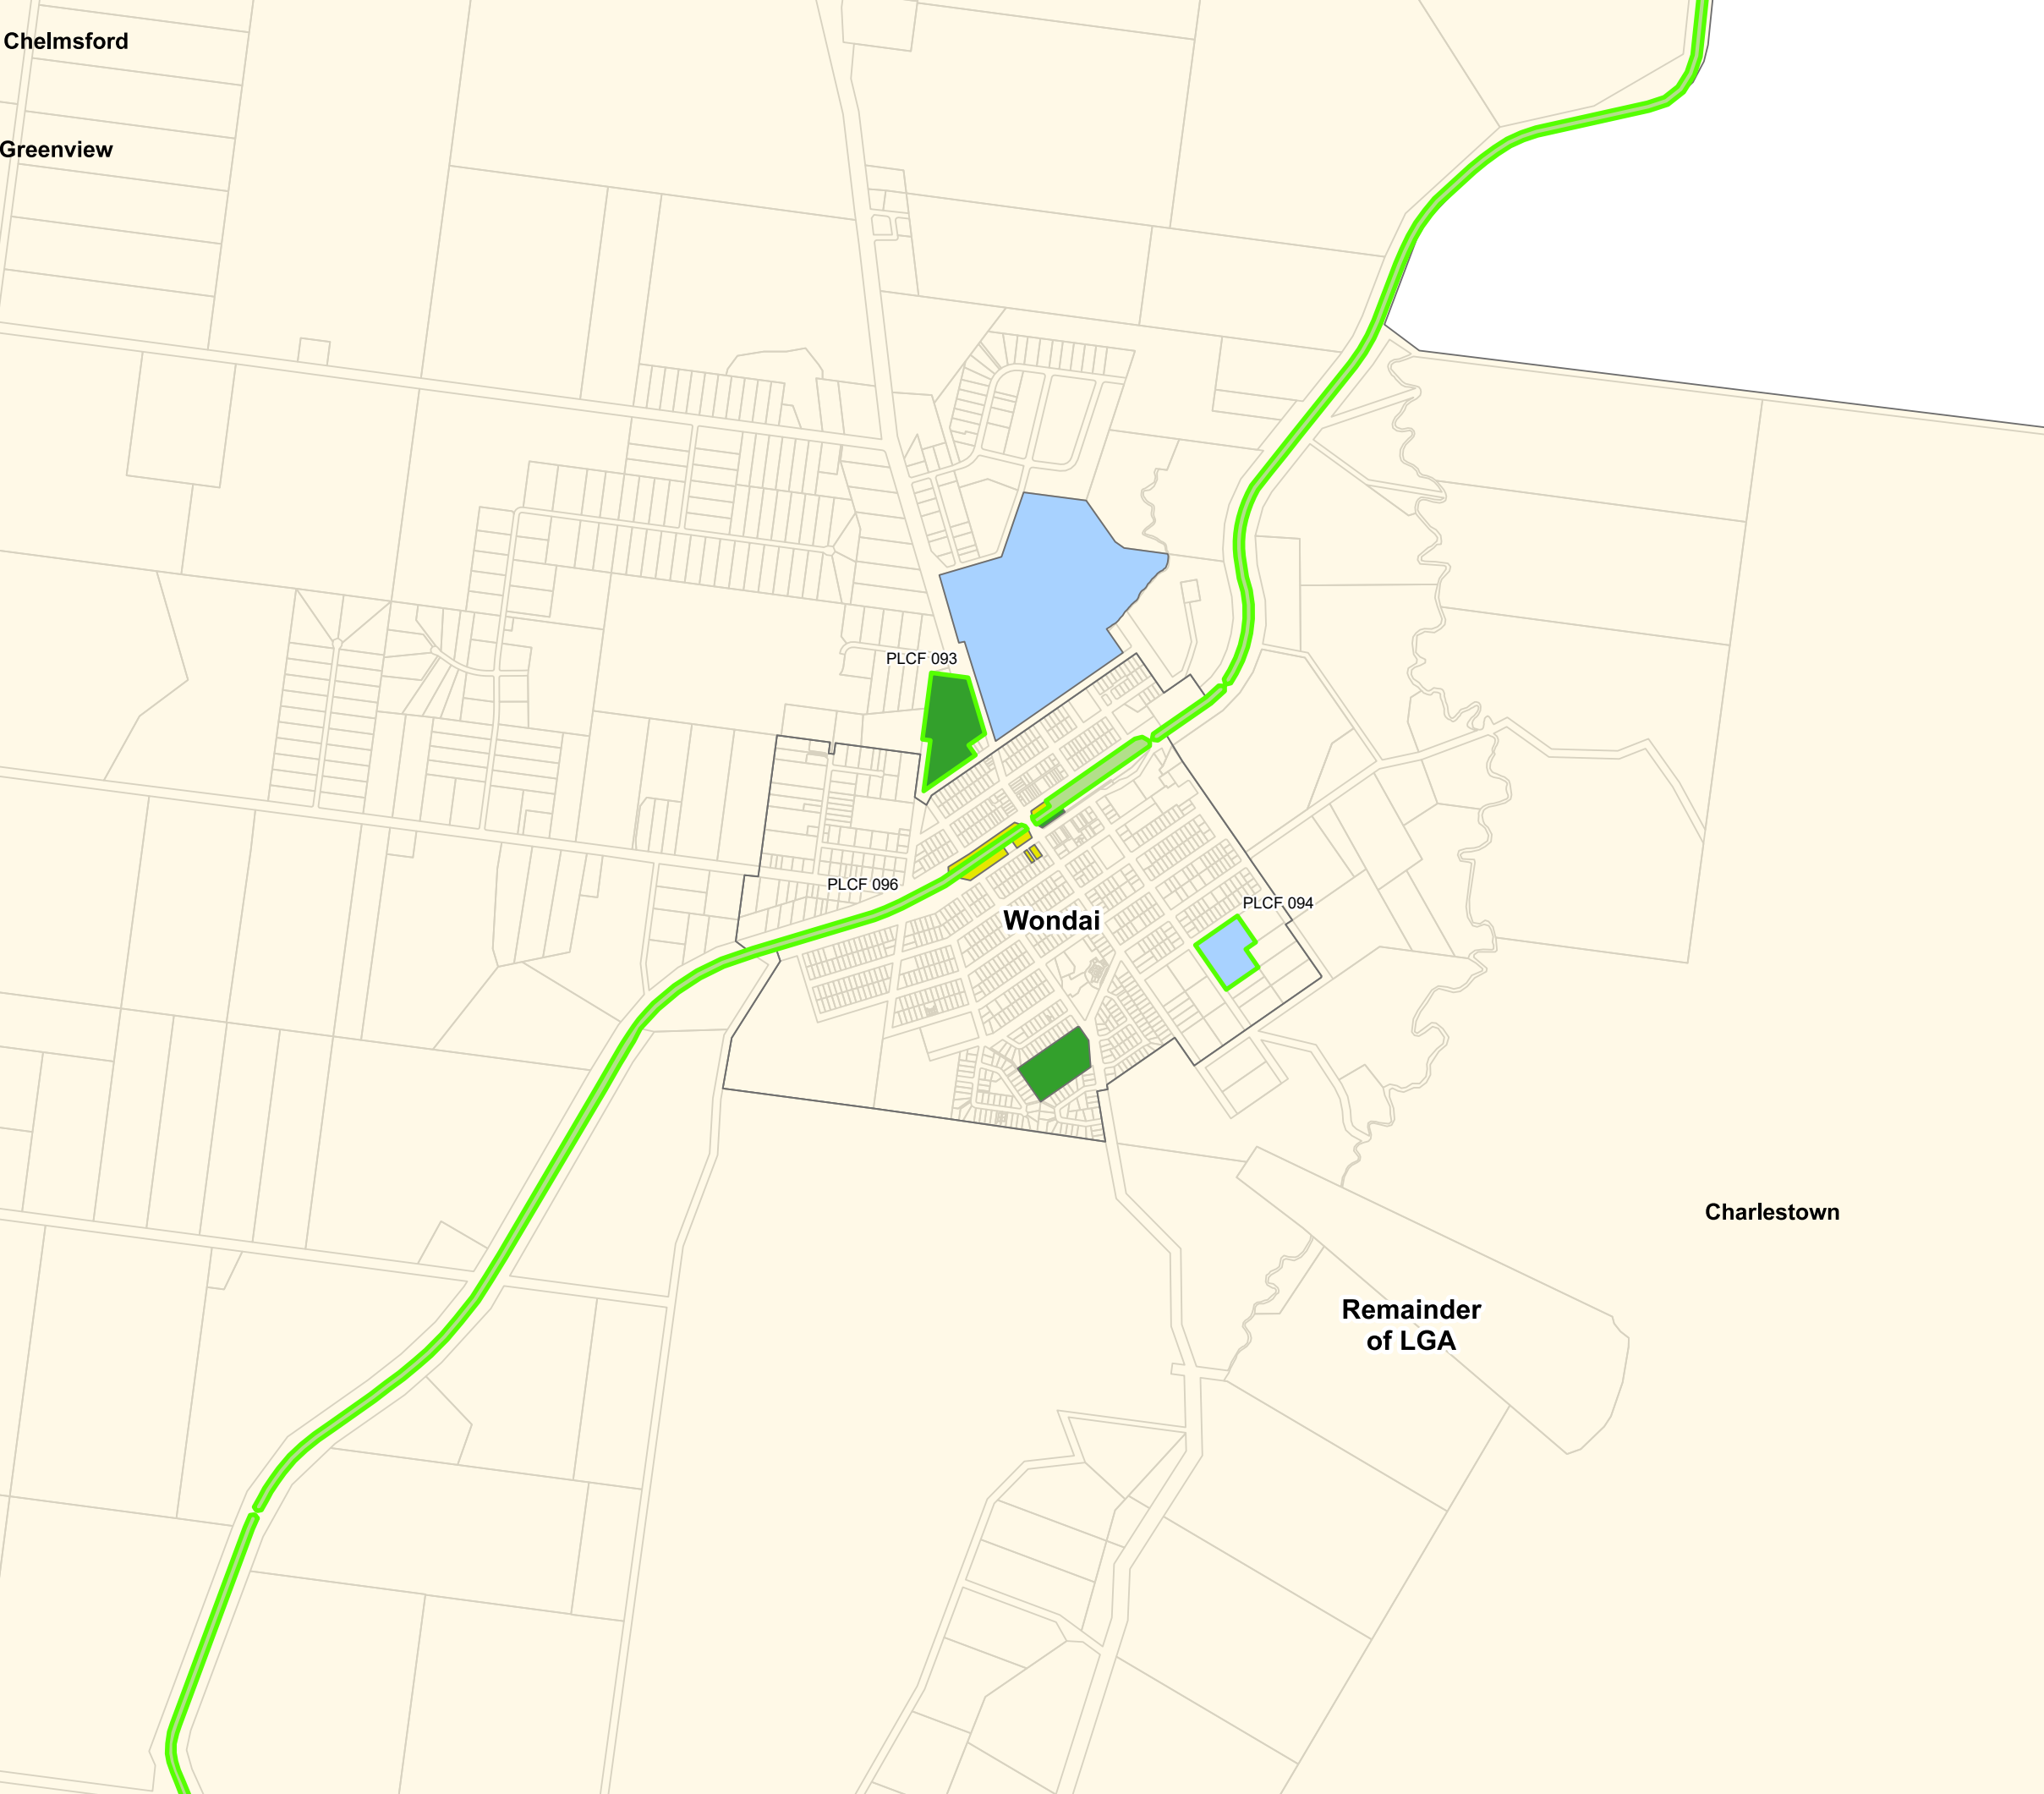 Chelmsford
Greenview
PLCF 093
PLCF 096
PLCF 094
Wondai
Charlestown
Remainder
of LGA